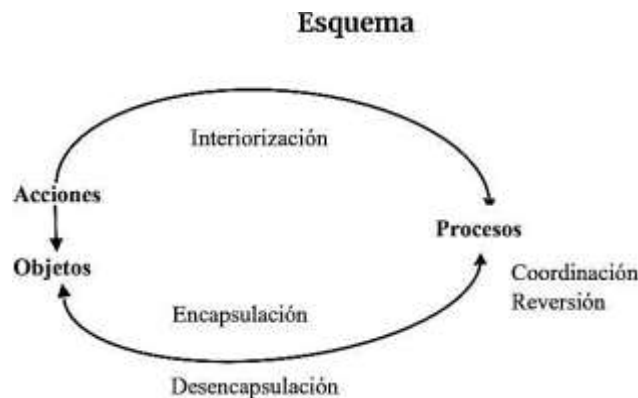 Esquema
Interiorización
Acciones
Procesos
Objetos
Coordinación
Reversión
Encapsulación
Desencapsulación